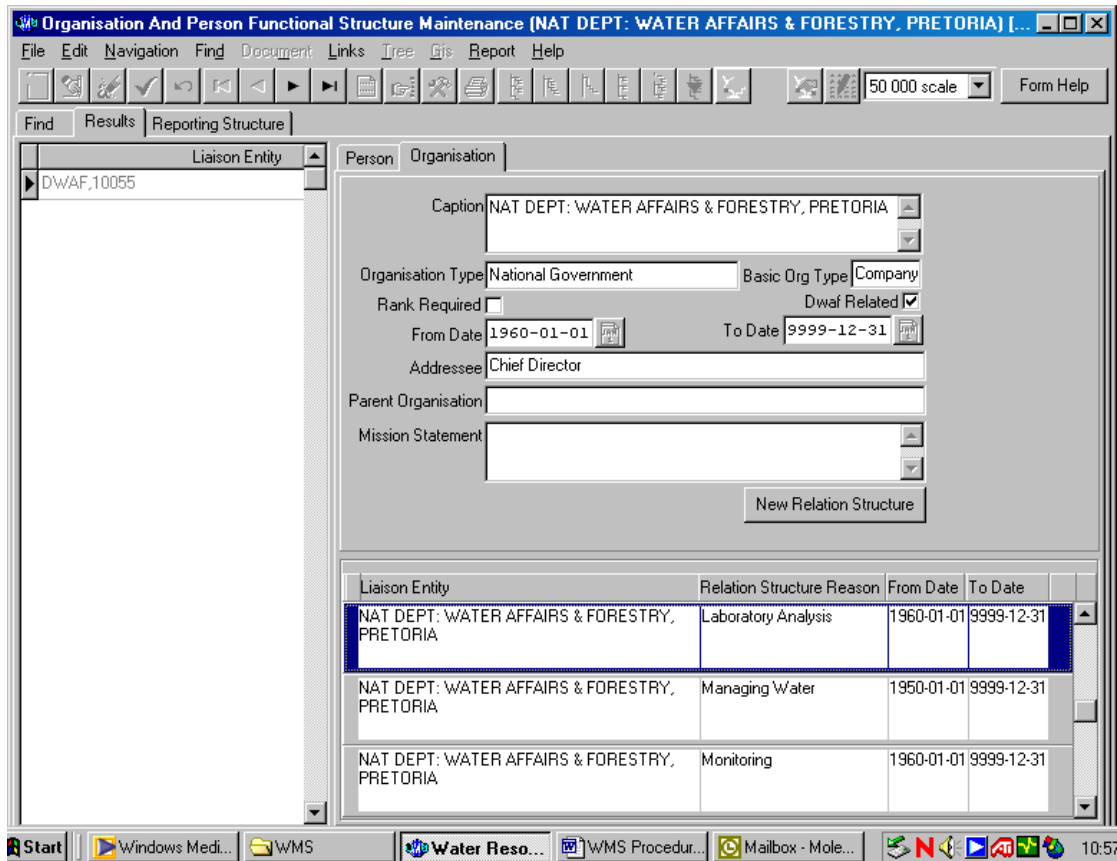 Organisation And Person Functional Structure Maintenance (NAT DEPT: WATER AFFAIRS & FORESTRY, PRETORIA) [...
File Edit Navigation Find Document Links Tree Gis Report Help
50 000 scale Form Help
Find Results Reporting Structure
Liaison Entity
DWAF,10055
Person Organisation
Caption NAT DEPT: WATER AFFAIRS & FORESTRY, PRETORIA
Organisation Type National Government Basic Org Type Company
Rank Required Dwaf Related
From Date 1960-01-01 To Date 9999-12-31
Addressee Chief Director
Parent Organisation
Mission Statement
New Relation Structure
Liaison Entity Relation Structure Reason From Date To Date
NAT DEPT: WATER AFFAIRS & FORESTRY, Laboratory Analysis 1960-01-01 9999-12-31
PRETORIA
NAT DEPT: WATER AFFAIRS & FORESTRY, Managing Water 1950-01-01 9999-12-31
PRETORIA
NAT DEPT: WATER AFFAIRS & FORESTRY, Monitoring 1960-01-01 9999-12-31
PRETORIA
Start Windows Medi... WMS Water Reso... WMS Procedur... Mailbox - Mole... N